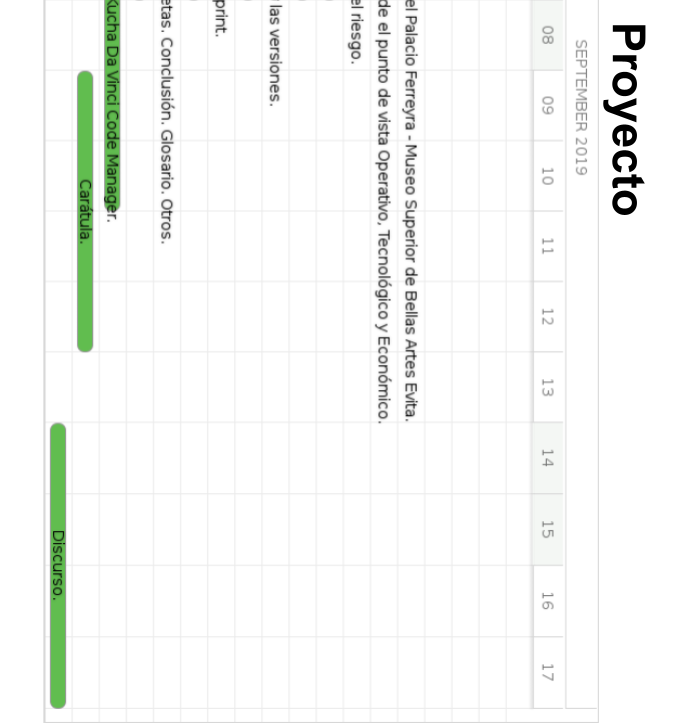 Proyecto
SEPTEMBER 2019
08 09 10 11 12 13 14 15 16 17
el Palacio Ferreyra - Museo Superior de Bellas Artes Evita.
de el punto de vista Operativo, Tecnológico y Económico.
el riesgo.
las versiones.
print.
etas. Conclusión. Glosario. Otros.
Kucha Da Vinci Code Manager.
Carátula.
Discurso.